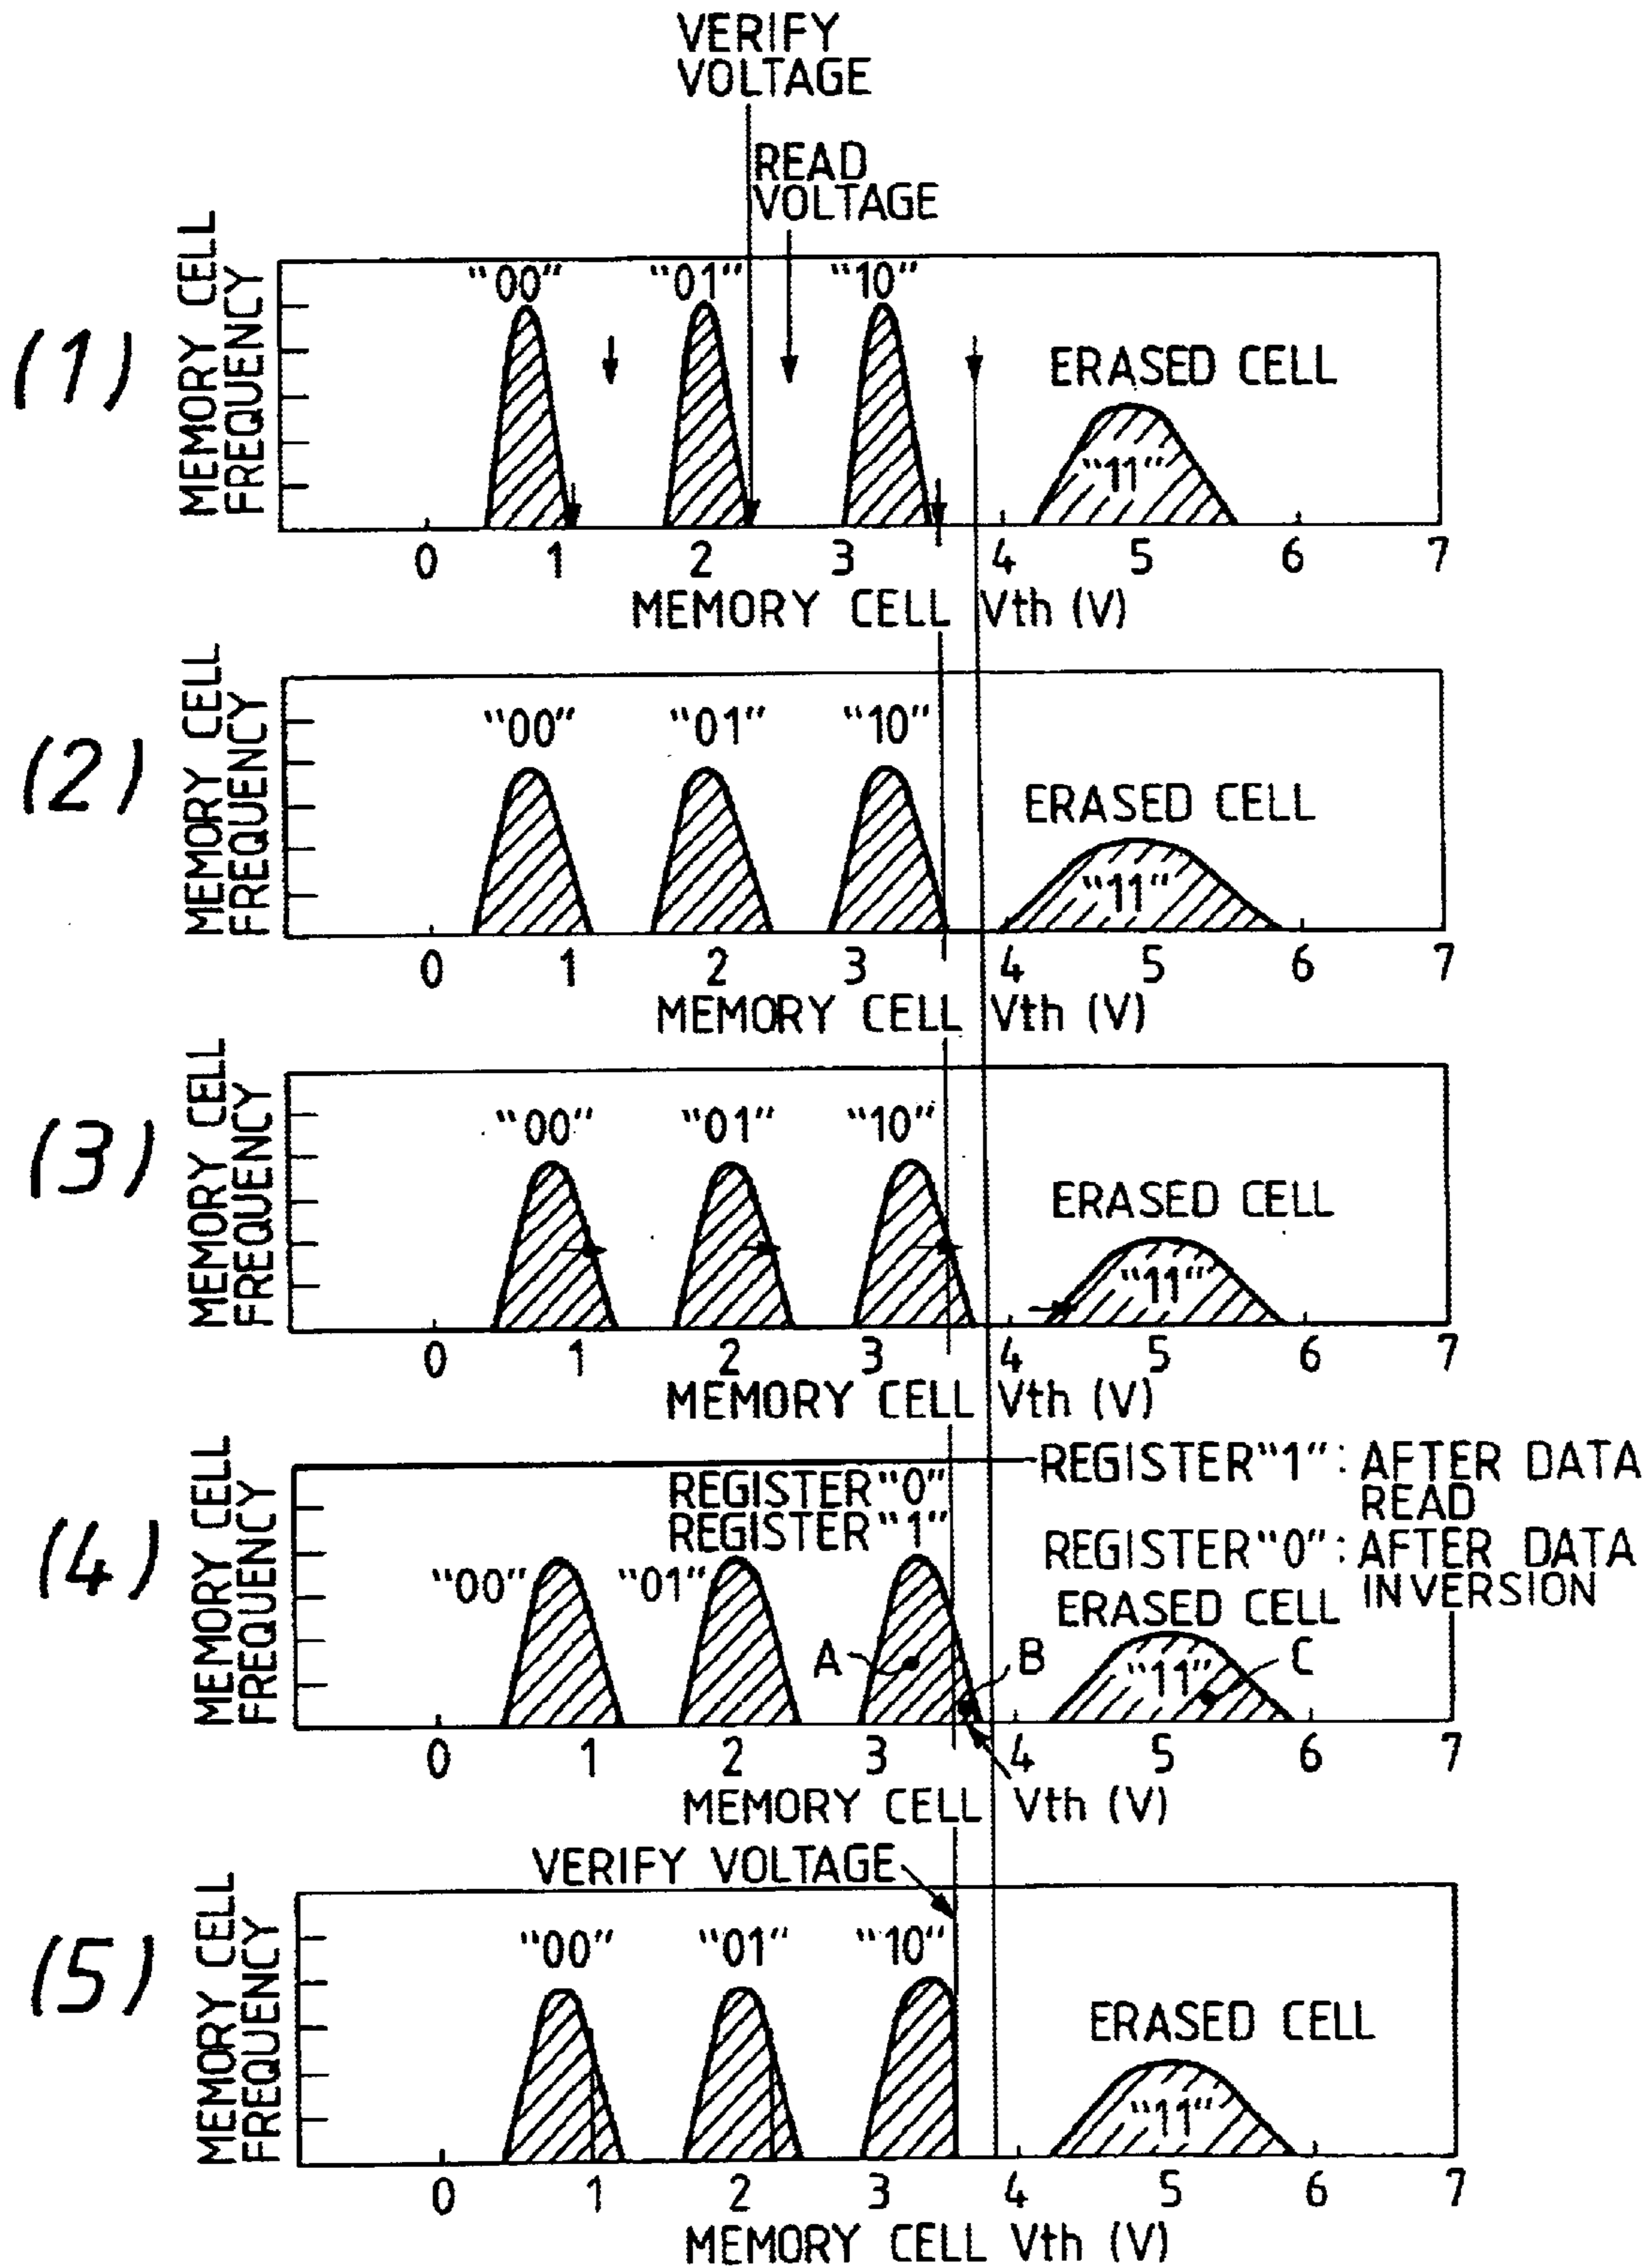 VERIFY
VOLTAGE
READ
VOLTAGE
(1)
MEMORY CELL
FREQUENCY
"00" "01" "10"
ERASED CELL
"11"
0 1 2 3 4 5 6 7
MEMORY CELL Vth (V)
(2)
MEMORY CELL
FREQUENCY
"00" "01" "10"
ERASED CELL
"11"
0 1 2 3 4 5 6 7
MEMORY CELL Vth (V)
(3)
MEMORY CELL
FREQUENCY
"00" "01" "10"
ERASED CELL
"11"
0 1 2 3 4 5 6 7
MEMORY CELL Vth (V)
(4)
MEMORY CELL
FREQUENCY
REGISTER "0"
REGISTER "1"
REGISTER "1": AFTER DATA
READ
REGISTER "0": AFTER DATA
INVERSION
"00" "01"
ERASED CELL
A B "11" C
0 1 2 3 4 5 6 7
MEMORY CELL Vth (V)
VERIFY VOLTAGE
(5)
MEMORY CELL
FREQUENCY
"00" "01" "10"
ERASED CELL
"11"
0 1 2 3 4 5 6 7
MEMORY CELL Vth (V)